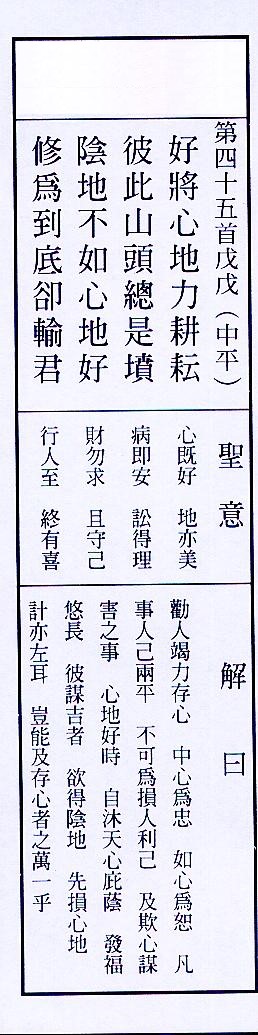 第四十五首戊戌（中平）
好將心地力耕耘
彼此山頭總是墳
陰地不如心地好
修爲到底卻輸君
聖意
心既好　地亦美
病即安　訟得理
財勿求　且守己
行人至　終有喜
解曰
勸人竭力存心　中心爲忠　如心爲恕　凡
事人己兩平　不可爲損人利己　及欺心謀
害之事　心地好時　自沐天心庇蔭　發福
悠長　彼謀吉者　欲得陰地　先損心地
計亦左耳　豈能及存心者之萬一乎